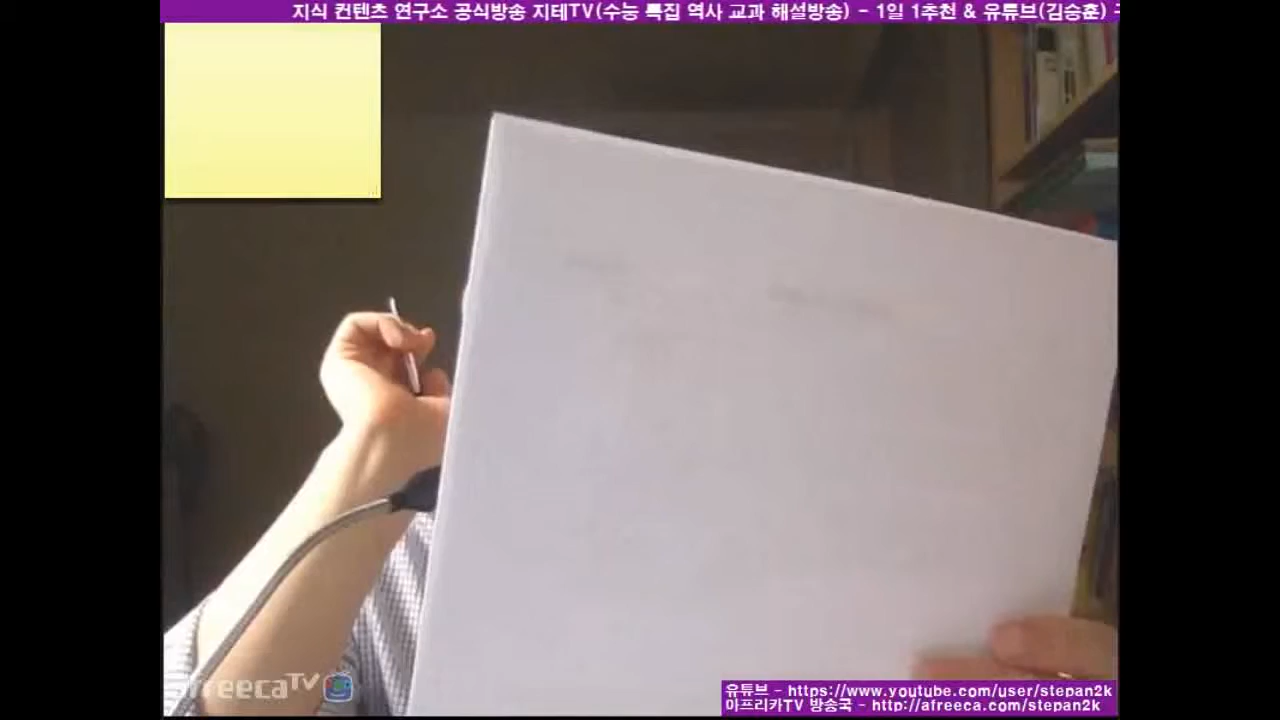 지식 컨텐츠 연구소 공식방송 지테TV(수능 특집 역사 교과 해설방송) - 1일 1추천 & 유튜브(김승훈)
afreecaTV
유튜브 - https://www.youtube.com/user/stepan2k
아프리카TV 방송국 - http://afreeca.com/stepan2k